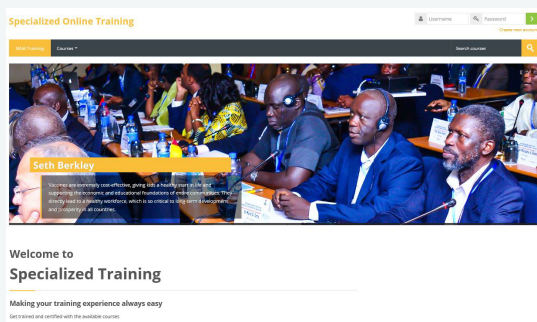 Specialized Online Training
Username
Password
Create new account
Courses
Search courses
Seth Berkley
Vaccines are extremely cost-effective, giving kids a healthy start in life and
supporting the economic and educational foundations of entire communities. They
directly lead to a healthy workforce, which is so critical to long-term development
and prosperity in all countries.
Welcome to
Specialized Training
Making your training experience always easy
Get trained and certified with the available courses